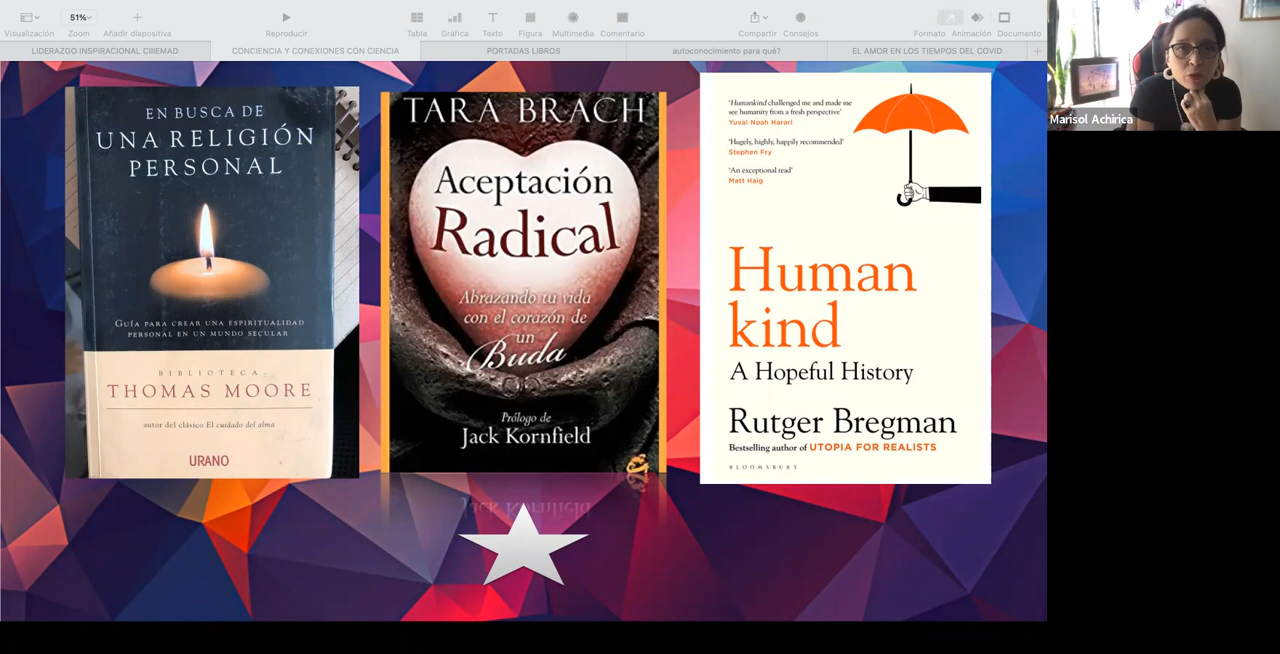 51%
Visualización
Zoom
Añadir diapositiva
Reproducir
Tabla
Gráfica
Texto
Figura
Multimedia
Comentario
Compartir
Consejos
Formato
Animación
Documento
LIDERAZGO INSPIRACIONAL CIIIEMAD
CONCIENCIA Y CONEXIONES CON CIENCIA
PORTADAS LIBROS
autoconocimiento para qué?
EL AMOR EN LOS TIEMPOS DEL COVID
Marisol Achirica
EN BUSCA DE
UNA RELIGIÓN
PERSONAL
GUÍA PARA CREAR UNA ESPIRITUALIDAD
PERSONAL EN UN MUNDO SECULAR
BIBLIOTECA
THOMAS MOORE
autor del clásico El cuidado del alma
URANO
TARA BRACH
Aceptación
Radical
Abrazando tu vida
con el corazón de
un
Buda
Prólogo de
Jack Kornfield
Jack Kornfield
'Humankind challenged me and made me
see humanity from a fresh perspective'
Yuval Noah Harari
'Hugely, highly, happily recommended'
Stephen Fry
'An exceptional read'
Matt Haig
Human
kind
A Hopeful History
Rutger Bregman
Bestselling author of UTOPIA FOR REALISTS
BLOOMSBURY